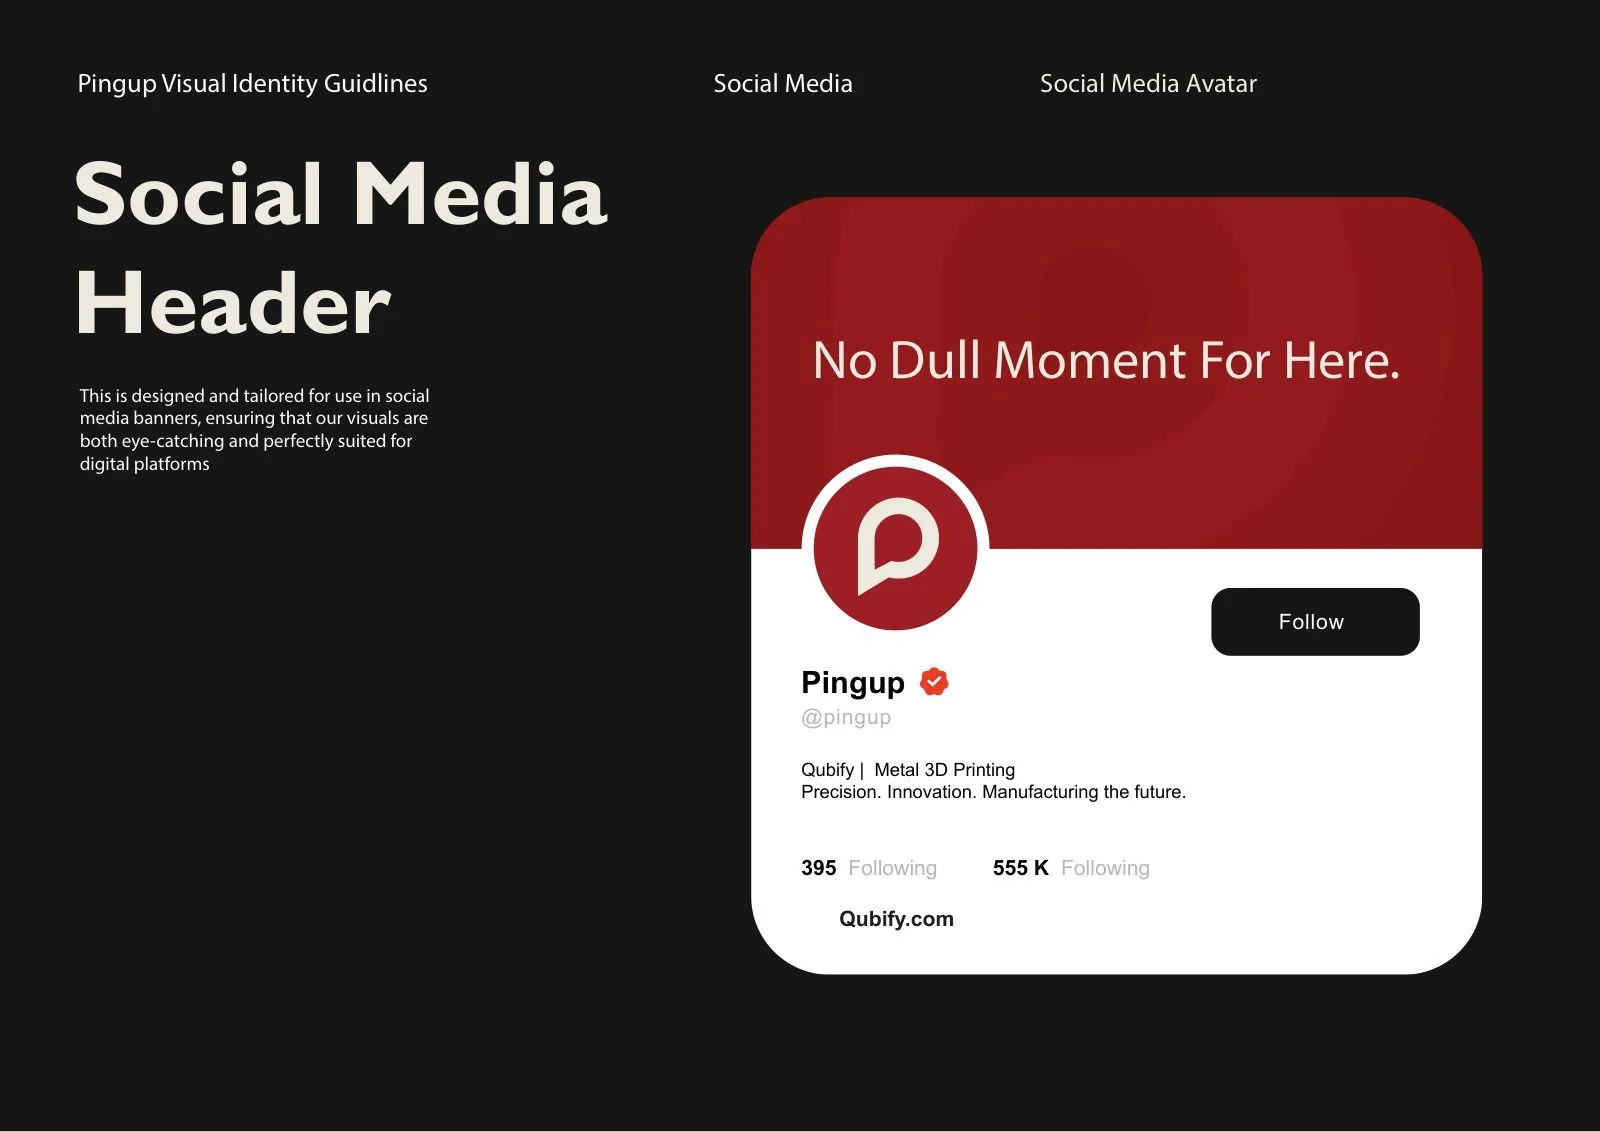 Pingup Visual Identity Guidlines
Social Media
Social Media Avatar
Social Media
Header
This is designed and tailored for use in social
media banners, ensuring that our visuals are
both eye-catching and perfectly suited for
digital platforms
No Dull Moment For Here.
Follow
Pingup
@pingup
Qubify | Metal 3D Printing
Precision. Innovation. Manufacturing the future.
395 Following 555 K Following
Qubify.com